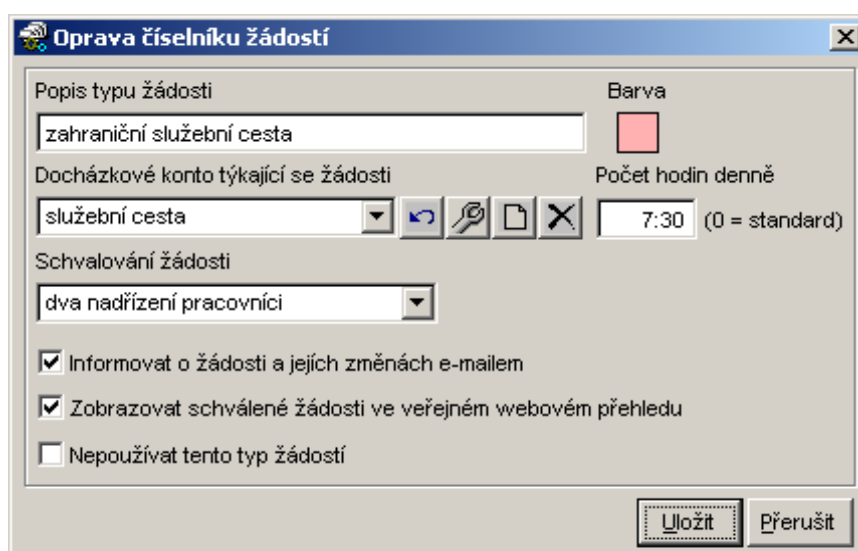 Oprava číselníku žádostí
Popis typu žádosti
Barva
zahraniční služební cesta
Docházkové konto týkající se žádosti
Počet hodin denně
služební cesta
7:30 (0 = standard)
Schvalování žádosti
dva nadřízení pracovníci
Informovat o žádosti a jejích změnách e-mailem
Zobrazovat schválené žádosti ve veřejném webovém přehledu
Nepoužívat tento typ žádostí
Uložit
Přerušit